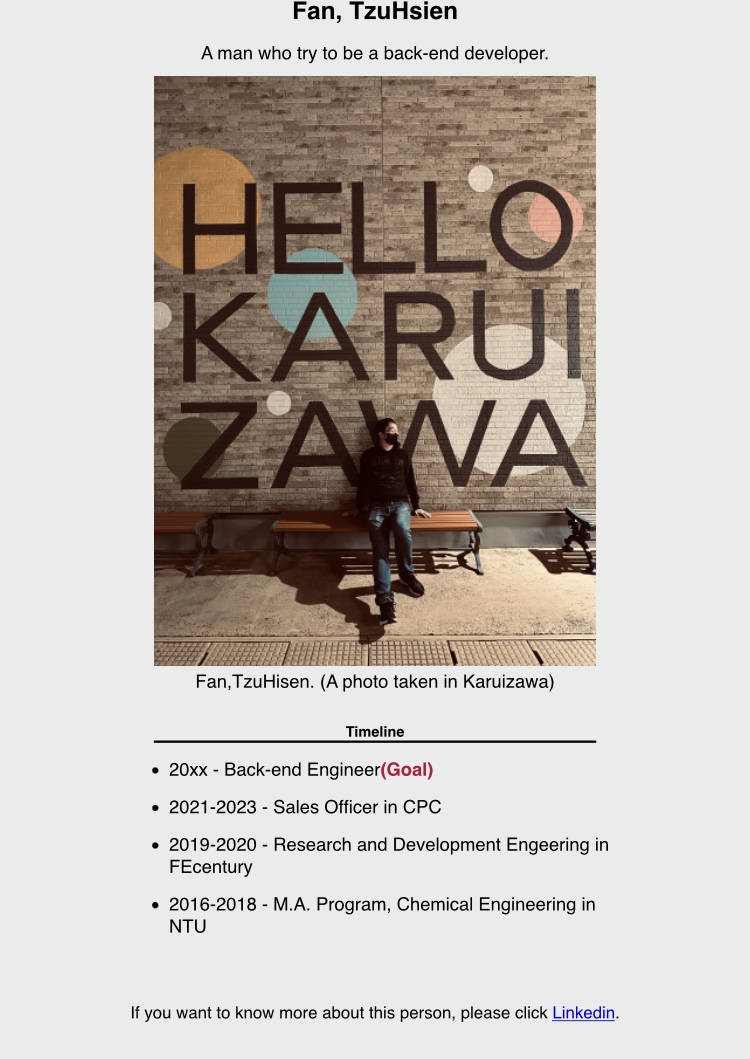 Fan, TzuHsien
A man who try to be a back-end developer.
HELLO
KARUI
ZAWA
Fan,TzuHisen. (A photo taken in Karuizawa)
Timeline
20xx - Back-end Engineer(Goal)
2021-2023 - Sales Officer in CPC
2019-2020 - Research and Development Engeering in
FEcentury
2016-2018 - M.A. Program, Chemical Engineering in
NTU
If you want to know more about this person, please click Linkedin.